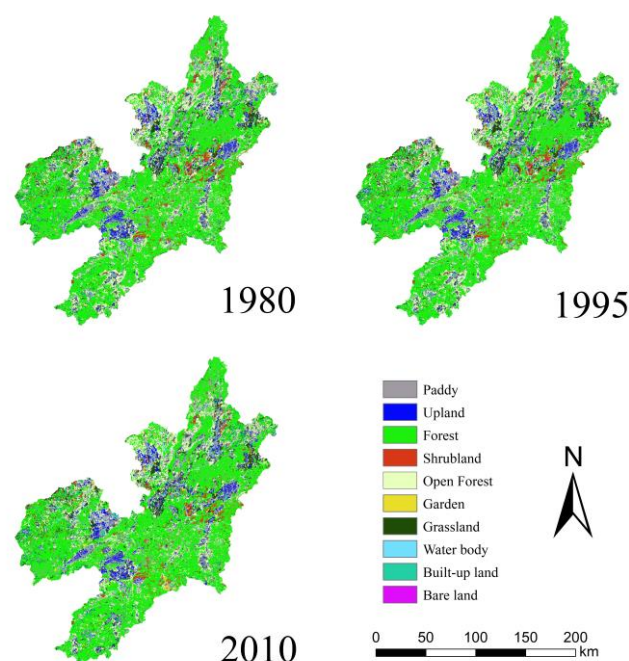 1980
1995
2010
Paddy
Upland
Forest
Shrubland
Open Forest
Garden
Grassland
Water body
Built-up land
Bare land
N
0 50 100 150 200
km